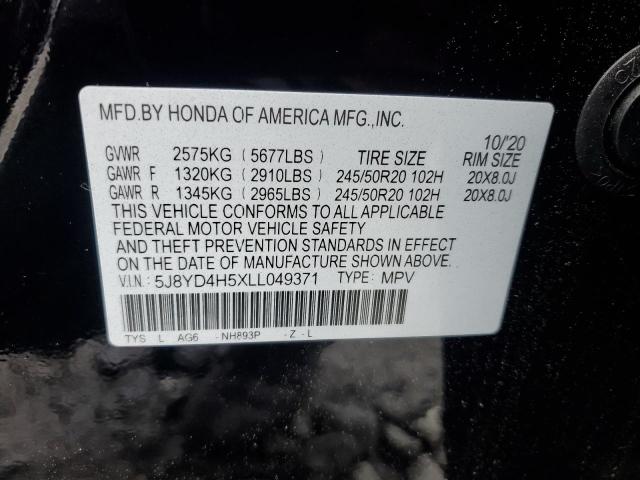 MFD.BY HONDA OF AMERICA MFG.,INC.
10/'20
GVWR 2575KG (5677LBS) TIRE SIZE RIM SIZE
GAWR F 1320KG (2910LBS) 245/50R20 102H 20X8.0J
GAWR R 1345KG (2965LBS) 245/50R20 102H 20X8.0J
THIS VEHICLE CONFORMS TO ALL APPLICABLE
FEDERAL MOTOR VEHICLE SAFETY
AND THEFT PREVENTION STANDARDS IN EFFECT
ON THE DATE OF MANUFACTURE SHOWN ABOVE.
V.I.N.: 5J8YD4H5XLL049371 TYPE: MPV
TYS L AG6 -NH893P -Z -L